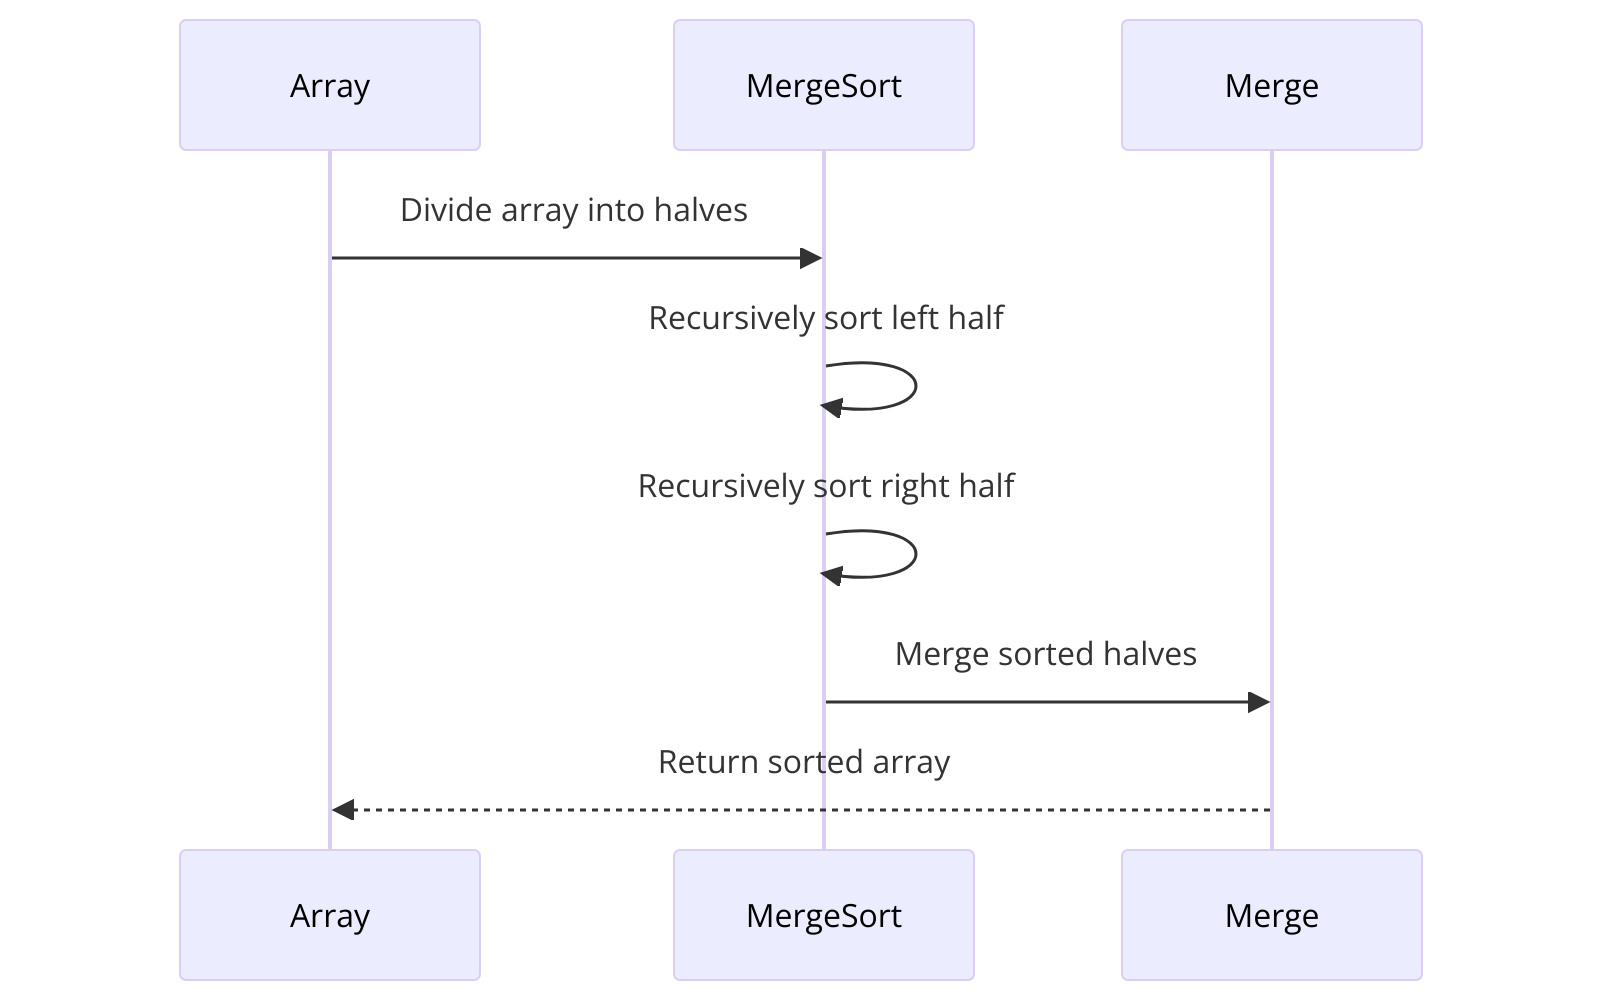 Array
MergeSort
Merge
Divide array into halves
Recursively sort left half
Recursively sort right half
Merge sorted halves
Return sorted array
Array
MergeSort
Merge